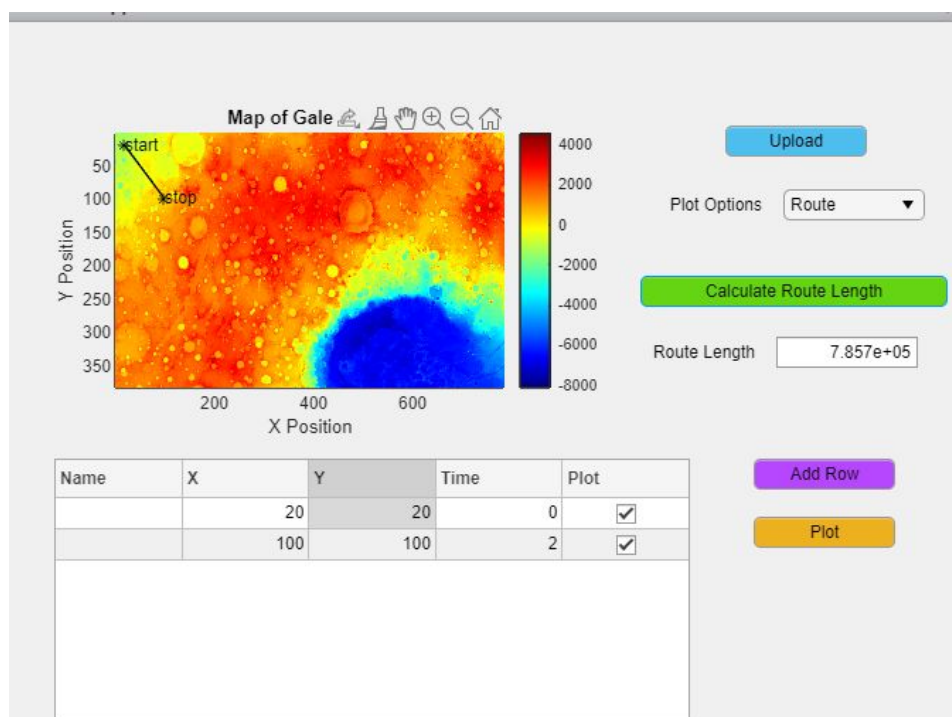 Map of Gale
start
stop
50
100
150
200
250
300
350
Y Position
200
400
600
X Position
4000
2000
0
-2000
-4000
-6000
-8000
Upload
Plot Options
Route
Calculate Route Length
Route Length
7.857e+05
Name X Y Time Plot
20 20 0
100 100 2
Add Row
Plot